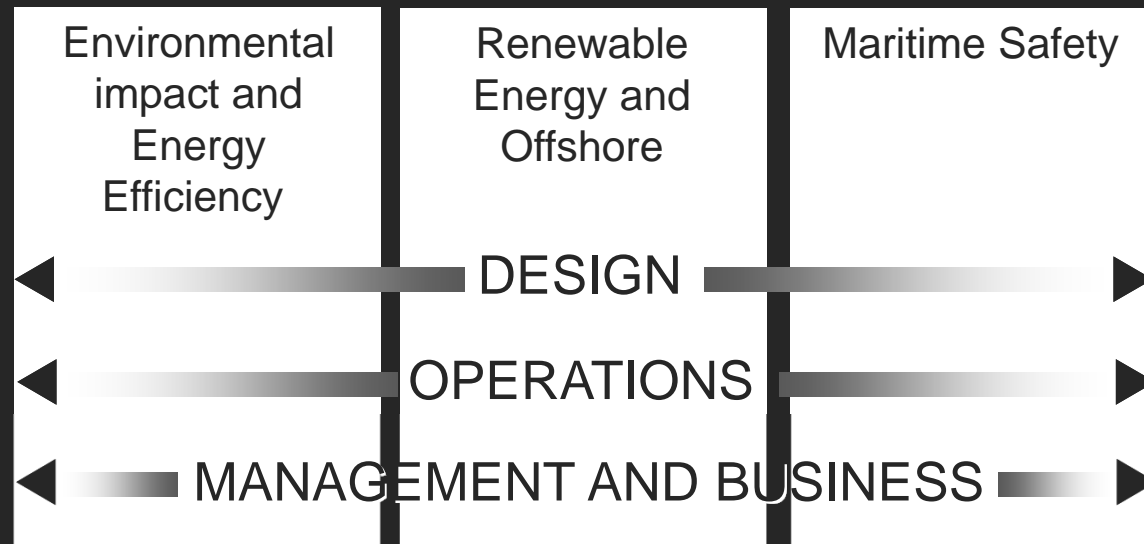 Environmental
impact and
Energy
Efficiency
Renewable
Energy and
Offshore
Maritime Safety
DESIGN
OPERATIONS
MANAGEMENT AND BUSINESS